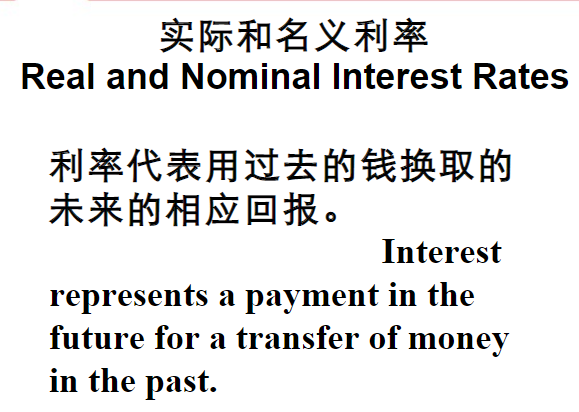 实际和名义利率
Real and Nominal Interest Rates
利率代表用过去的钱换取的
未来的相应回报。
Interest
represents a payment in the
future for a transfer of money
in the past.